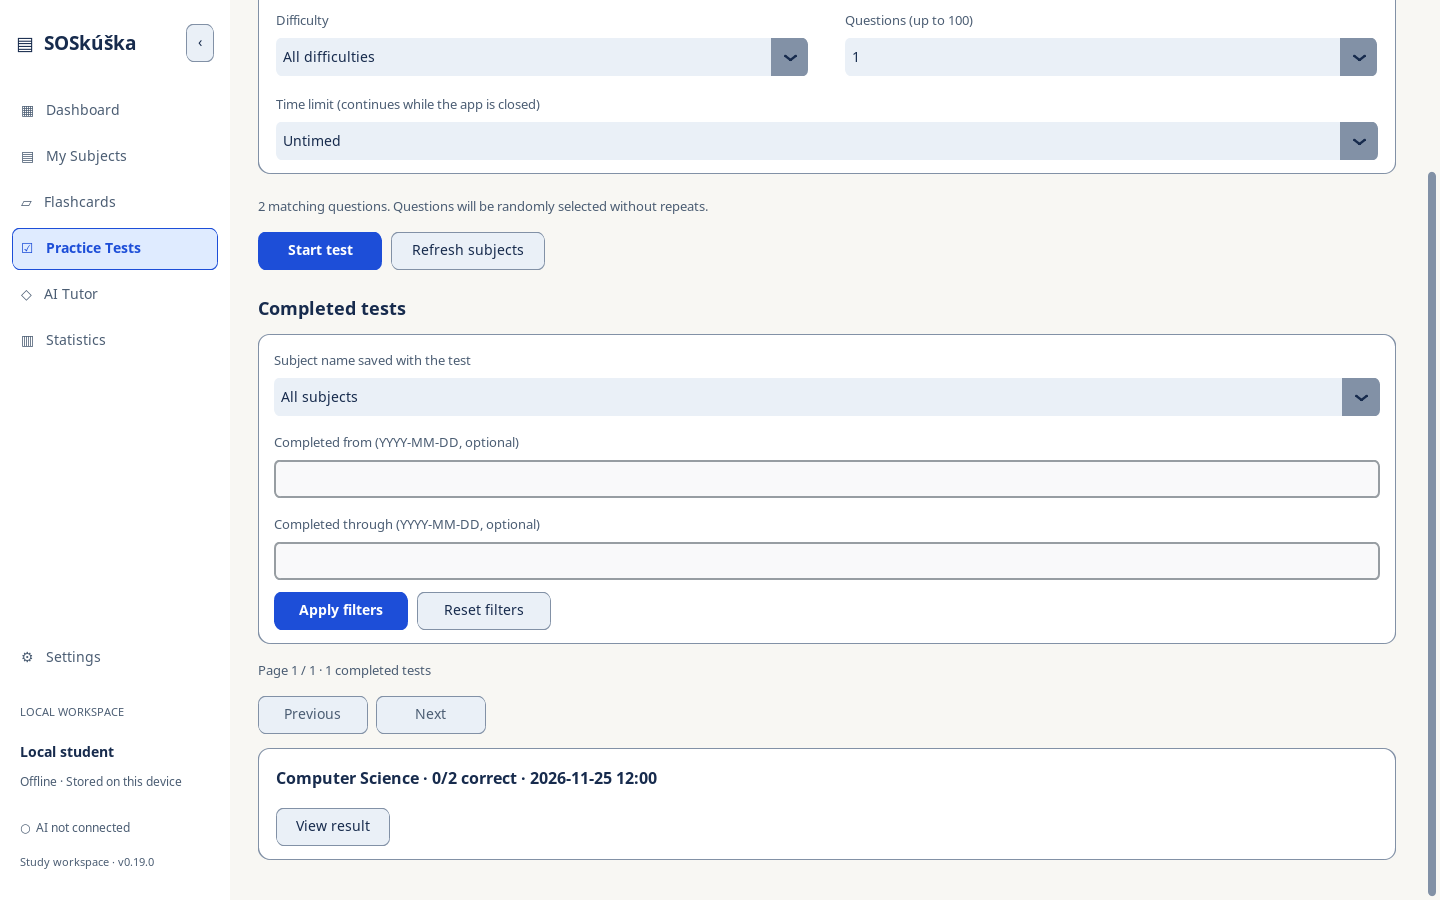 SOSkúška
‹
Dashboard
My Subjects
Flashcards
Practice Tests
AI Tutor
Statistics
Settings
LOCAL WORKSPACE
Local student
Offline · Stored on this device
AI not connected
Study workspace · v0.19.0
Difficulty
Questions (up to 100)
All difficulties
1
Time limit (continues while the app is closed)
Untimed
2 matching questions. Questions will be randomly selected without repeats.
Start test
Refresh subjects
Completed tests
Subject name saved with the test
All subjects
Completed from (YYYY-MM-DD, optional)
Completed through (YYYY-MM-DD, optional)
Apply filters
Reset filters
Page 1 / 1 · 1 completed tests
Previous
Next
Computer Science · 0/2 correct · 2026-11-25 12:00
View result